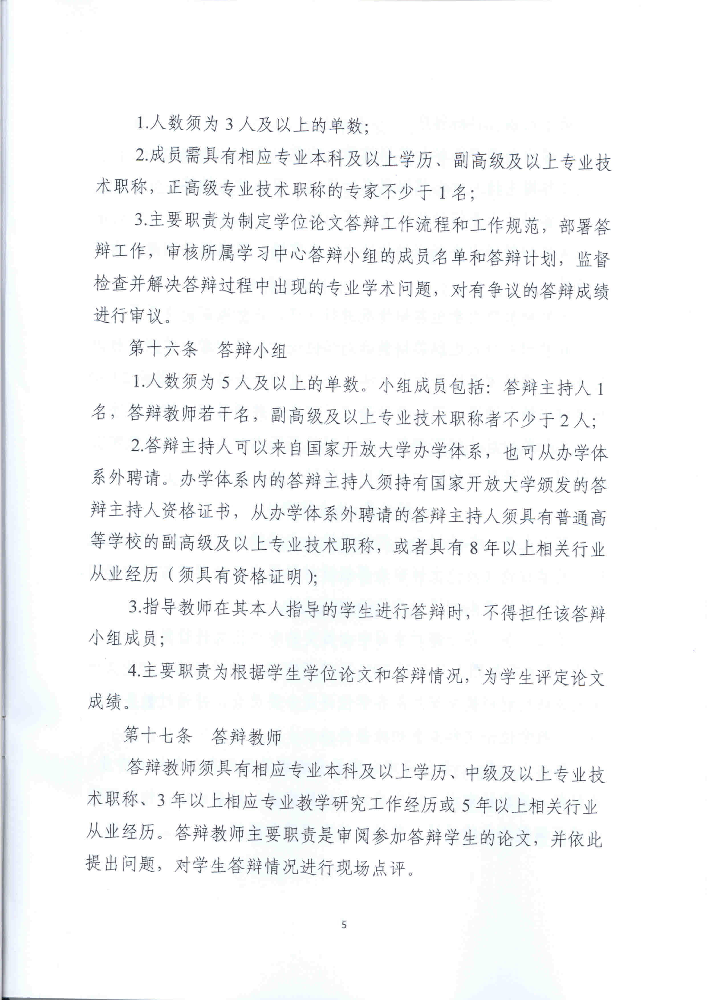 1.人数须为 3 人及以上的单数；
2.成员需具有相应专业本科及以上学历、副高级及以上专业技
术职称，正高级专业技术职称的专家不少于 1 名；
3.主要职责为制定学位论文答辩工作流程和工作规范，部署答
辩工作，审核所属学习中心答辩小组的成员名单和答辩计划，监督
检查并解决答辩过程中出现的专业学术问题，对有争议的答辩成绩
进行审议。
第十六条　答辩小组
1.人数须为 5 人及以上的单数。小组成员包括：答辩主持人 1
名，答辩教师若干名，副高级及以上专业技术职称者不少于 2 人；
2.答辩主持人可以来自国家开放大学办学体系，也可从办学体
系外聘请。办学体系内的答辩主持人须持有国家开放大学颁发的答
辩主持人资格证书，从办学体系外聘请的答辩主持人须具有普通高
等学校的副高级及以上专业技术职称，或者具有 8 年以上相关行业
从业经历（须具有资格证明）；
3.指导教师在其本人指导的学生进行答辩时，不得担任该答辩
小组成员；
4.主要职责为根据学生学位论文和答辩情况，为学生评定论文
成绩。
第十七条　答辩教师
答辩教师须具有相应专业本科及以上学历、中级及以上专业技
术职称、3 年以上相应专业教学研究工作经历或 5 年以上相关行业
从业经历。答辩教师主要职责是审阅参加答辩学生的论文，并依此
提出问题，对学生答辩情况进行现场点评。
5